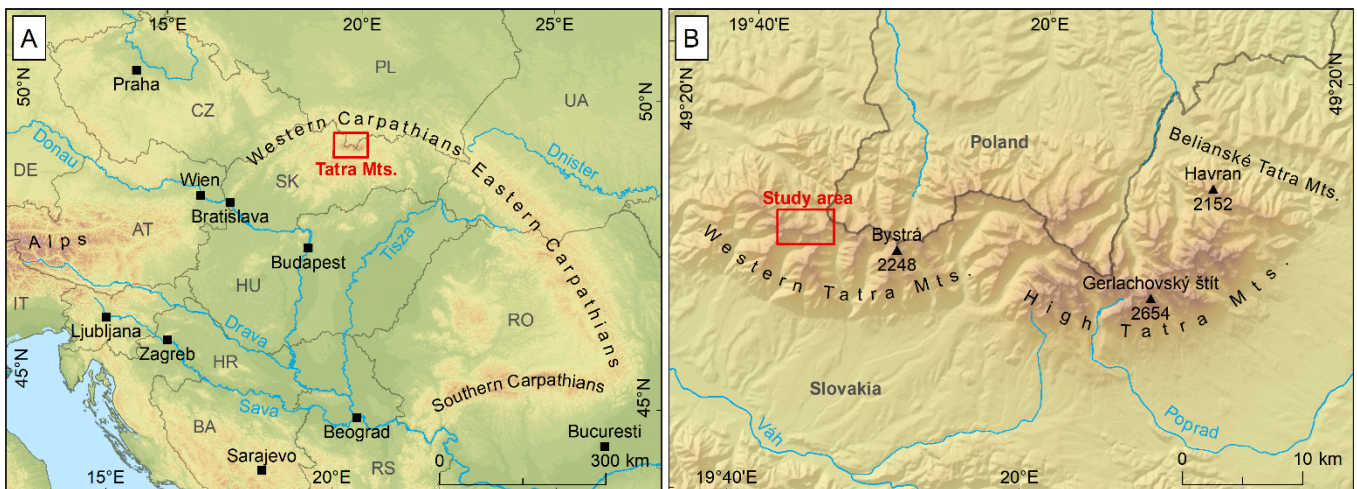 A
15°E
20°E
25°E
50°N
50°N
PL
Praha
CZ
UA
Western Carpathians
Donau
Dnister
Tatra Mts.
DE
SK
Wien
Bratislava
Eastern Carpathians
AT
Alps
Tisza
Budapest
HU
IT
RO
Ljubljana
Drava
Zagreb
HR
45°N
Southern Carpathians
Sava
45°N
BA
Beograd
Bucuresti
Sarajevo
RS
0
300 km
15°E
20°E
B
19°40'E
20°E
49°20'N
49°20'N
Poland
Belianské Tatra Mts.
Havran
2152
Study area
Bystrá
2248
Western Tatra Mts.
Gerlachovský štít
2654
High Tatra Mts.
Slovakia
Váh
Poprad
19°40'E
20°E
0
10 km